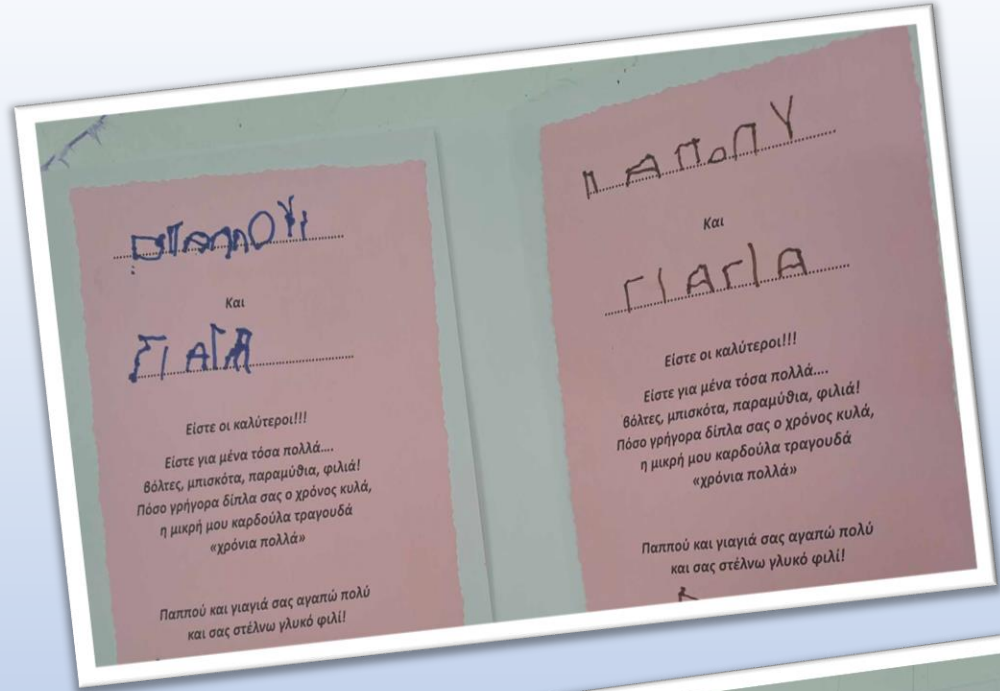 ΓΙΑΓΙΑ
Και
Είστε οι καλύτεροι!!!
Είστε για μένα τόσα πολλά....
βόλτες, μπισκότα, παραμύθια, φιλιά!
Πόσο γρήγορα δίπλα σας ο χρόνος κυλά,
η μικρή μου καρδούλα τραγουδά
«χρόνια πολλά»
Παππού και γιαγιά σας αγαπώ πολύ
και σας στέλνω γλυκό φιλί!
ΠΑΠΠΟΥ
Και
ΓΙΑΓΙΑ
Είστε οι καλύτεροι!!!
Είστε για μένα τόσα πολλά....
βόλτες, μπισκότα, παραμύθια, φιλιά!
Πόσο γρήγορα δίπλα σας ο χρόνος κυλά,
η μικρή μου καρδούλα τραγουδά
«χρόνια πολλά»
Παππού και γιαγιά σας αγαπώ πολύ
και σας στέλνω γλυκό φιλί!